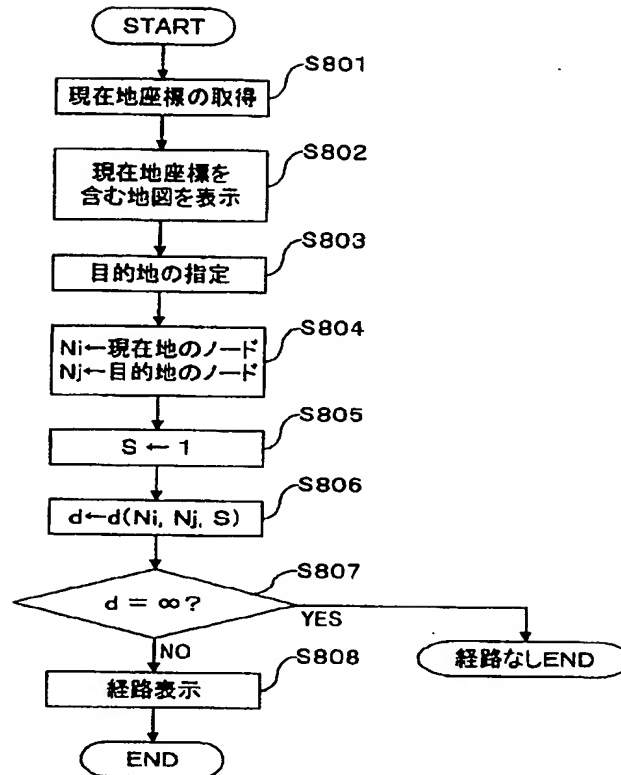 START
S801
現在地座標の取得
S802
現在地座標を
含む地図を表示
S803
目的地の指定
S804
Ni←現在地のノード
Nj←目的地のノード
S805
S ← 1
S806
d←d(Ni, Nj, S)
S807
d = ∞?
YES
NO
経路なしEND
S808
経路表示
END